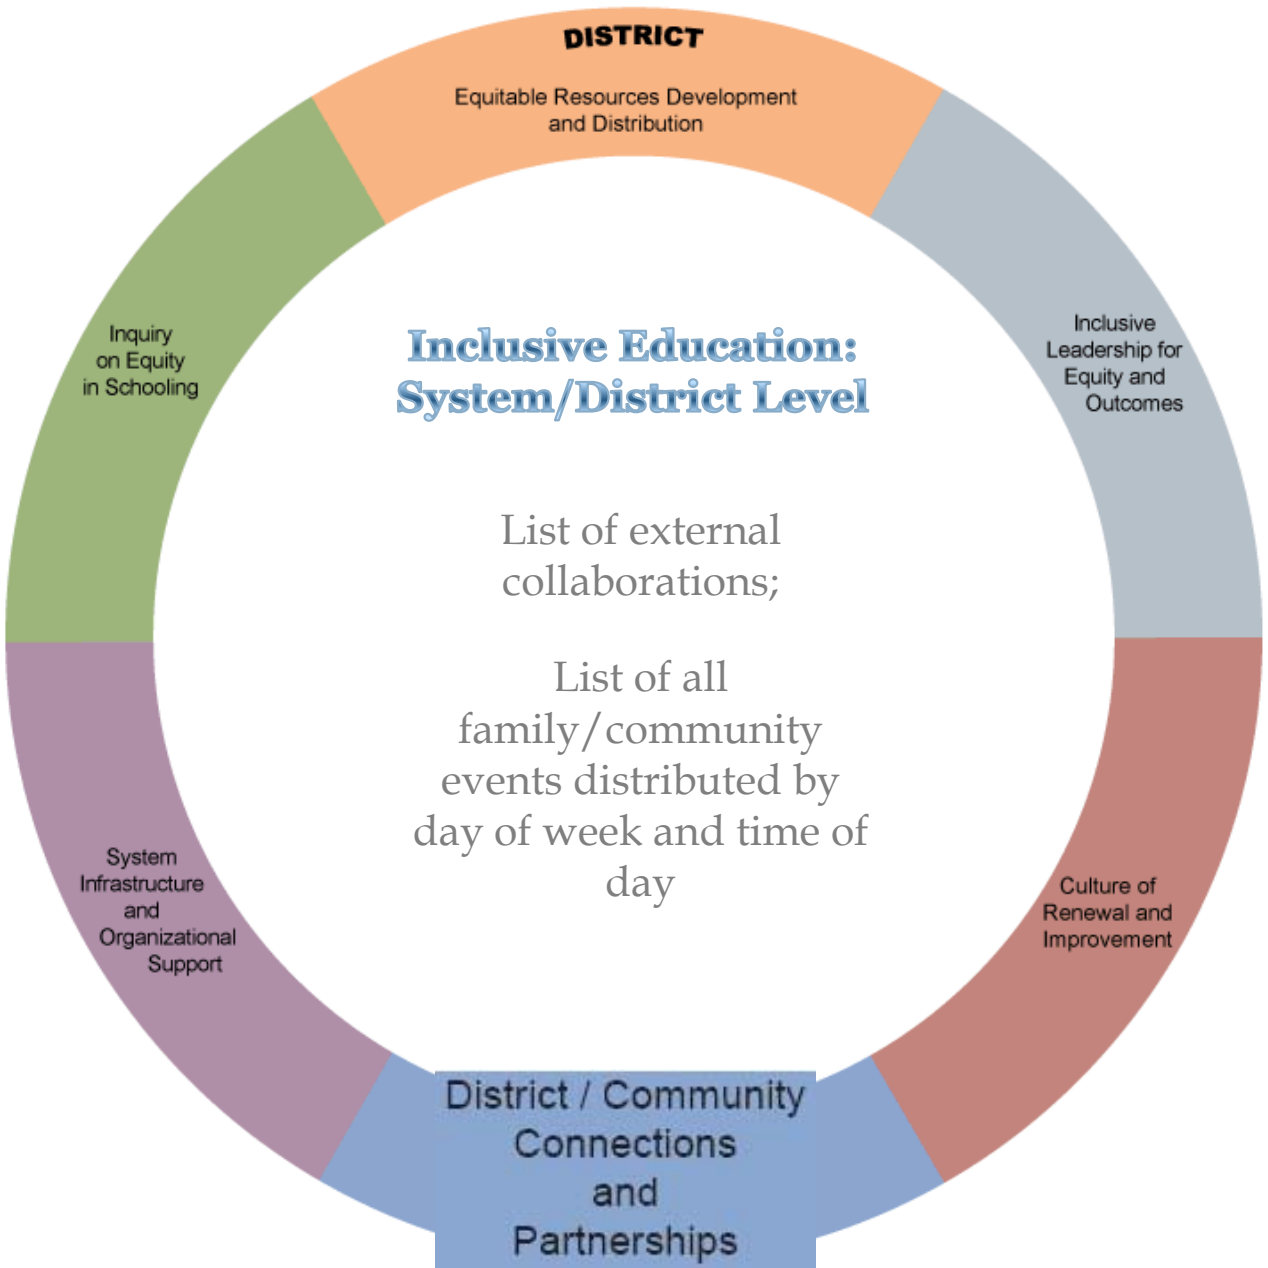 DISTRICT
Equitable Resources Development
and Distribution
Inquiry
on Equity
in Schooling
Inclusive
Leadership for
Equity and
Outcomes
Inclusive Education:
System/District Level
List of external
collaborations;
List of all
family/community
events distributed by
day of week and time of
day
System
Infrastructure
and
Organizational
Support
Culture of
Renewal and
Improvement
District / Community
Connections
and
Partnerships